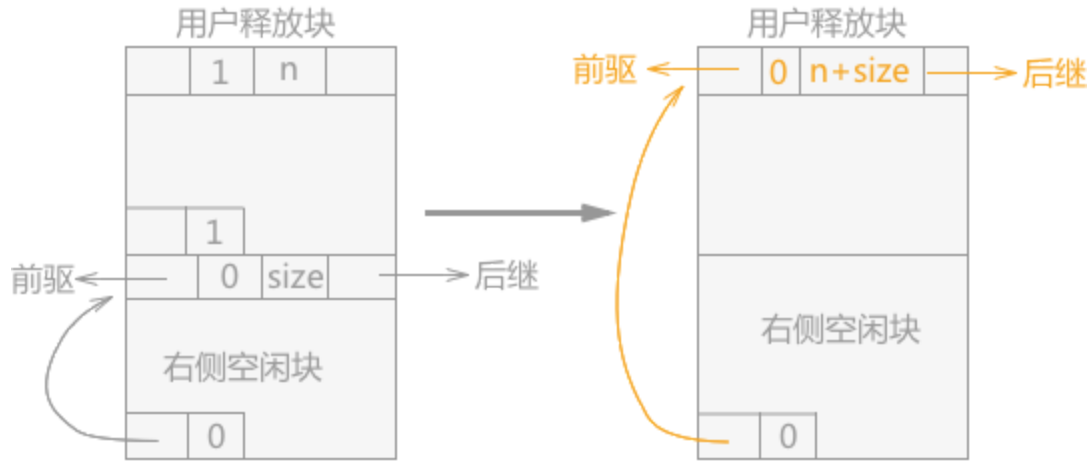 用户释放块
1 n
1
前驱 0 size 后继
右侧空闲块
0
用户释放块
前驱 0 n+size 后继
右侧空闲块
0